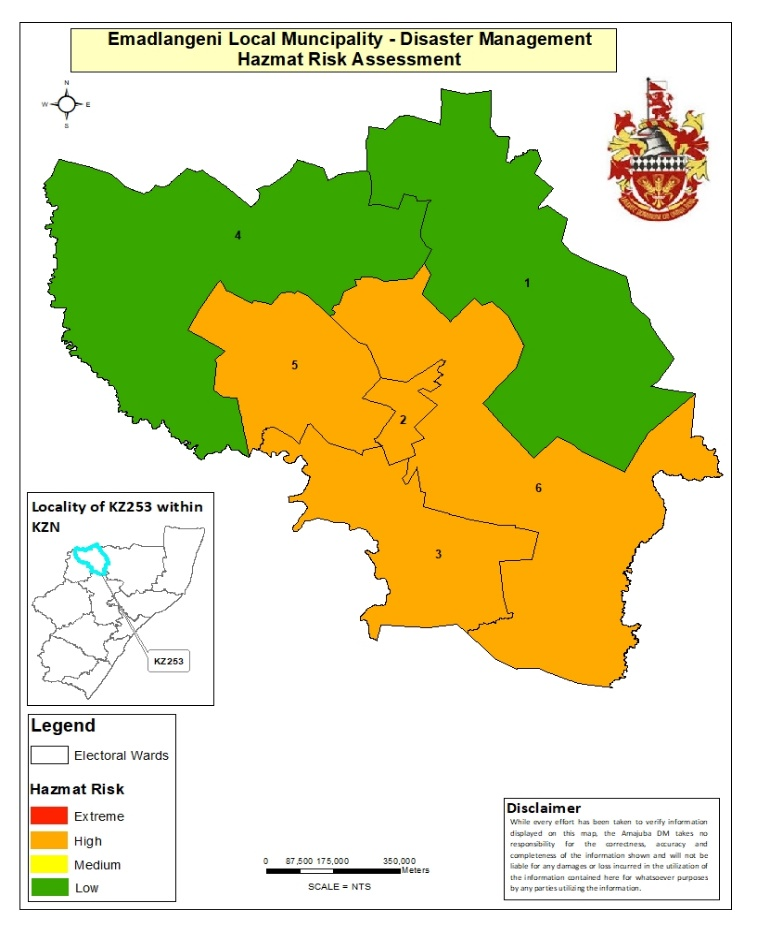 Emadlangeni Local Muncipality - Disaster Management
Hazmat Risk Assessment
N
W E
S
4
1
5
2
6
3
Locality of KZ253 within
KZN
KZ253
Legend
Electoral Wards
Hazmat Risk
Extreme
High
Medium
Low
0 87,500 175,000 350,000
Meters
SCALE = NTS
Disclaimer
While every effort has been taken to verify information
displayed on this map, the Amajuba DM takes no
responsibility for the correctness, accuracy and
completeness of the information shown and will not be
liable for any damages or loss incurred in the utilization of
the information contained here for whatsoever purposes
by any parties utilizing the information.